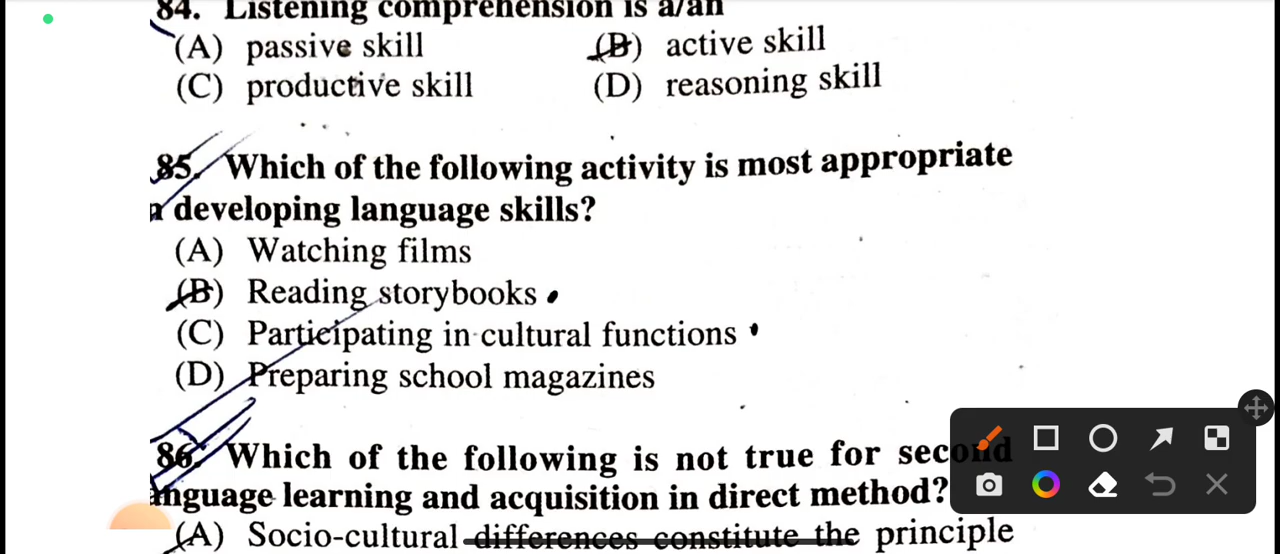 84. Listening comprehension is a/an
(A) passive skill (B) active skill
(C) productive skill (D) reasoning skill
85. Which of the following activity is most appropriate
developing language skills?
(A) Watching films
(B) Reading storybooks
(C) Participating in cultural functions
(D) Preparing school magazines
86. Which of the following is not true for second
language learning and acquisition in direct method?
(A) Socio-cultural differences constitute the principle